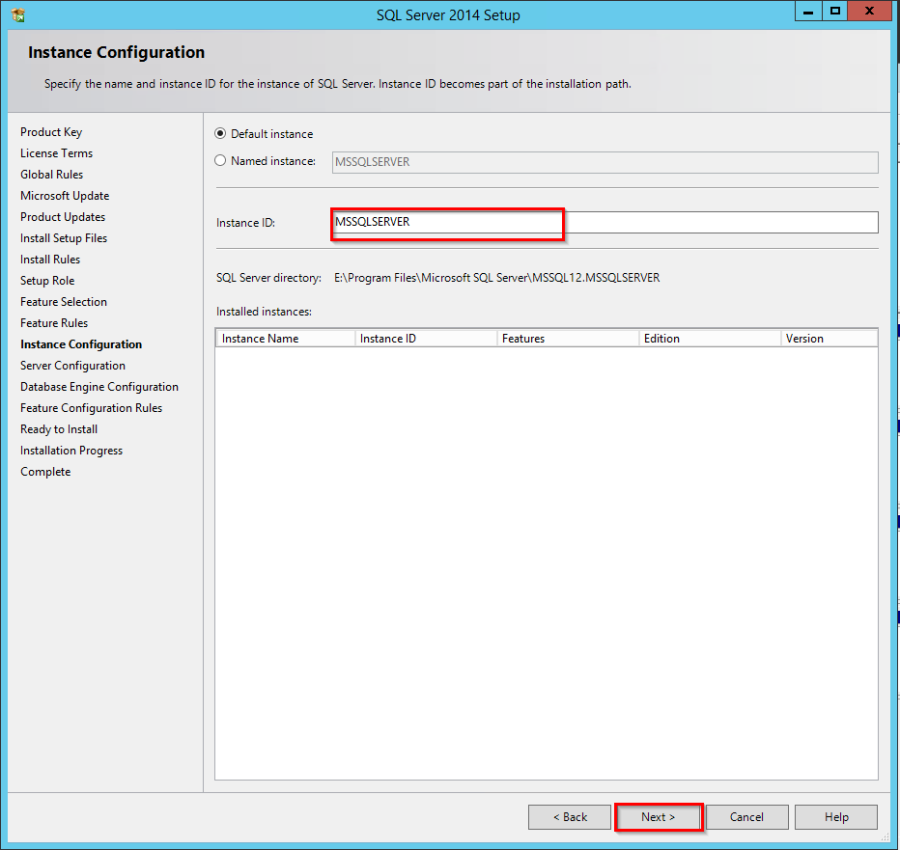 SQL Server 2014 Setup
Instance Configuration
Specify the name and instance ID for the instance of SQL Server. Instance ID becomes part of the installation path.
Product Key
License Terms
Global Rules
Microsoft Update
Product Updates
Install Setup Files
Install Rules
Setup Role
Feature Selection
Feature Rules
Instance Configuration
Server Configuration
Database Engine Configuration
Feature Configuration Rules
Ready to Install
Installation Progress
Complete
Default instance
Named instance: MSSQLSERVER
Instance ID: MSSQLSERVER
SQL Server directory: E:\Program Files\Microsoft SQL Server\MSSQL12.MSSQLSERVER
Installed instances:
Instance Name Instance ID Features Edition Version
< Back Next > Cancel Help